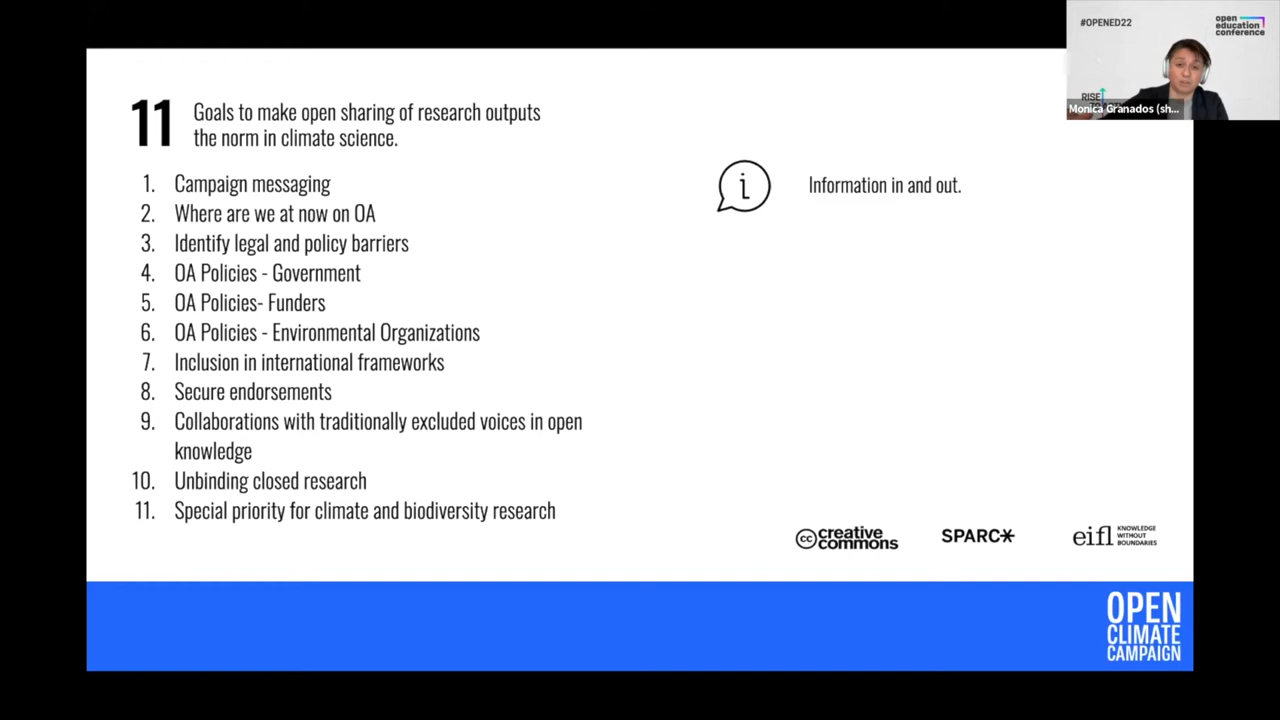 #OPENED22
open
education
conference
RISE
Monica Granados (sh...
11
Goals to make open sharing of research outputs
the norm in climate science.
1. Campaign messaging
2. Where are we at now on OA
3. Identify legal and policy barriers
4. OA Policies - Government
5. OA Policies- Funders
6. OA Policies - Environmental Organizations
7. Inclusion in international frameworks
8. Secure endorsements
9. Collaborations with traditionally excluded voices in open
knowledge
10. Unbinding closed research
11. Special priority for climate and biodiversity research
i
Information in and out.
cc creative
commons
SPARC
eifl
KNOWLEDGE
WITHOUT
BOUNDARIES
OPEN
CLIMATE
CAMPAIGN